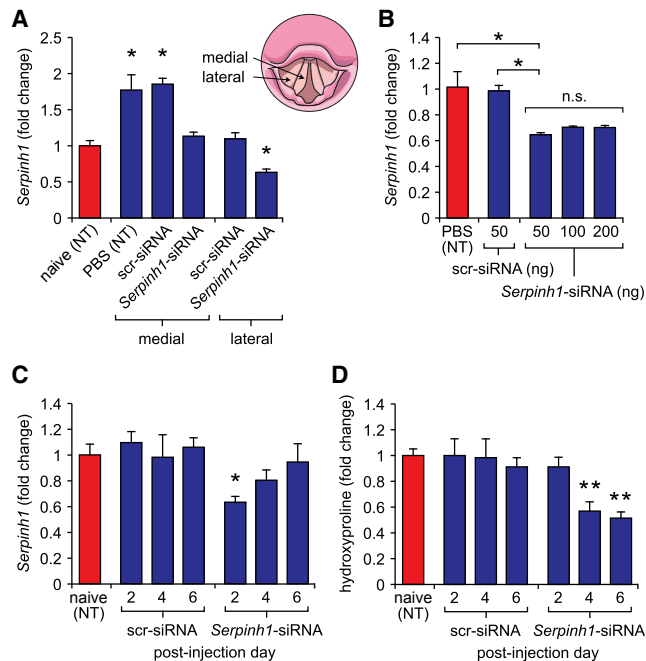 A
Serpinh1 (fold change)
2.5
2
1.5
1
0.5
0
* *
*
medial
lateral
naive (NT)
PBS (NT)
scr-siRNA
Serpinh1-siRNA
scr-siRNA
Serpinh1-siRNA
medial
lateral
B
Serpinh1 (fold change)
1.4
1.2
1
0.8
0.6
0.4
0.2
0
*
*
n.s.
PBS
(NT)
50 50 100 200
scr-siRNA (ng)
Serpinh1-siRNA (ng)
C
Serpinh1 (fold change)
1.4
1.2
1
0.8
0.6
0.4
0.2
0
*
naive
(NT)
2 4 6 2 4 6
scr-siRNA Serpinh1-siRNA
post-injection day
D
hydroxyproline (fold change)
1.4
1.2
1
0.8
0.6
0.4
0.2
0
**
**
naive
(NT)
2 4 6 2 4 6
scr-siRNA Serpinh1-siRNA
post-injection day